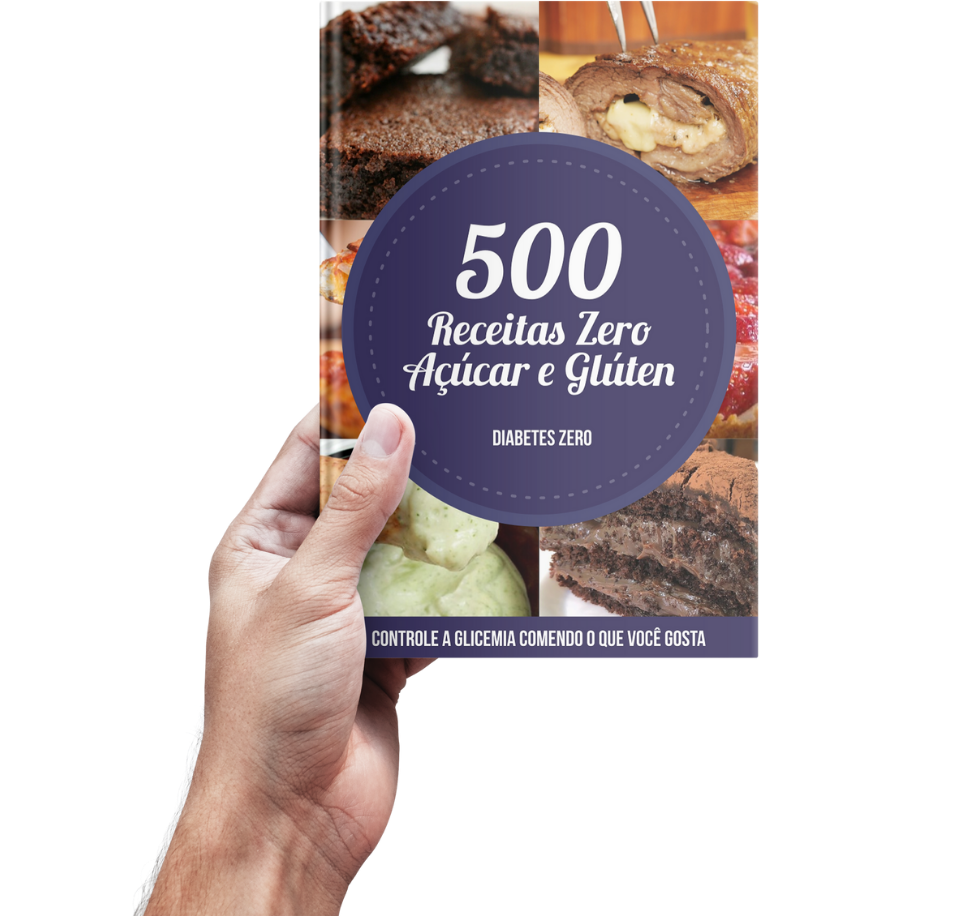 500
Receitas Zero
Açúcar e Glúten
DIABETES ZERO
CONTROLE A GLICEMIA COMENDO O QUE VOCÊ GOSTA